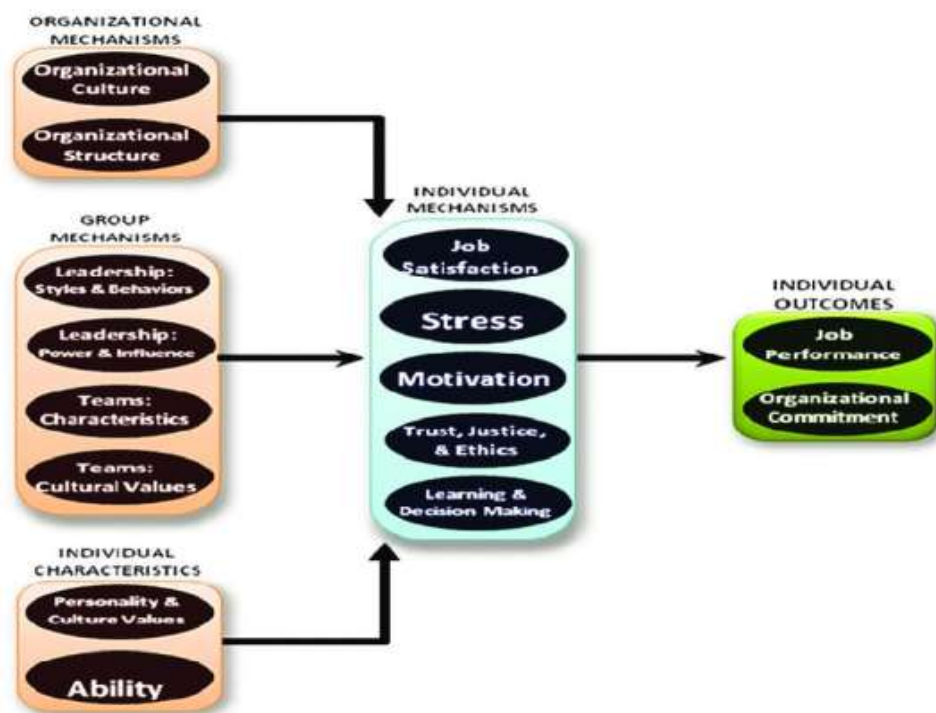 ORGANIZATIONAL
MECHANISMS
Organizational
Culture
Organizational
Structure
GROUP
MECHANISMS
Leadership:
Styles & Behaviors
Leadership:
Power & Influence
Teams:
Characteristics
Teams:
Cultural Values
INDIVIDUAL
CHARACTERISTICS
Personality &
Culture Values
Ability
INDIVIDUAL
MECHANISMS
Job
Satisfaction
Stress
Motivation
Trust, Justice,
& Ethics
Learning &
Decision Making
INDIVIDUAL
OUTCOMES
Job
Performance
Organizational
Commitment